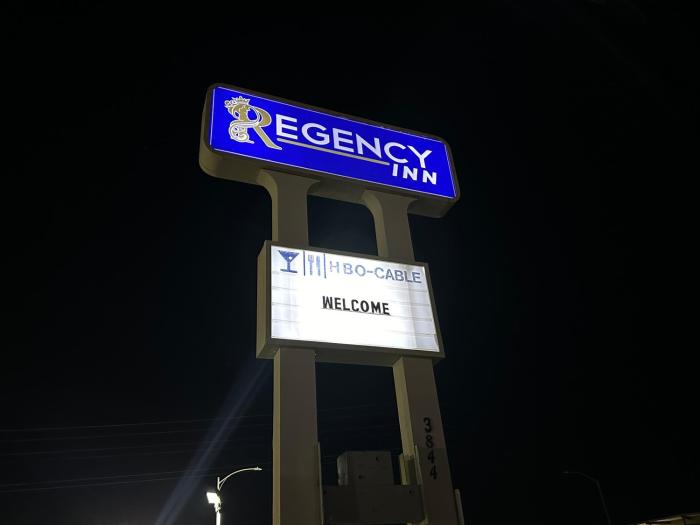 REGENCY
INN
HBO-CABLE
WELCOME
3844